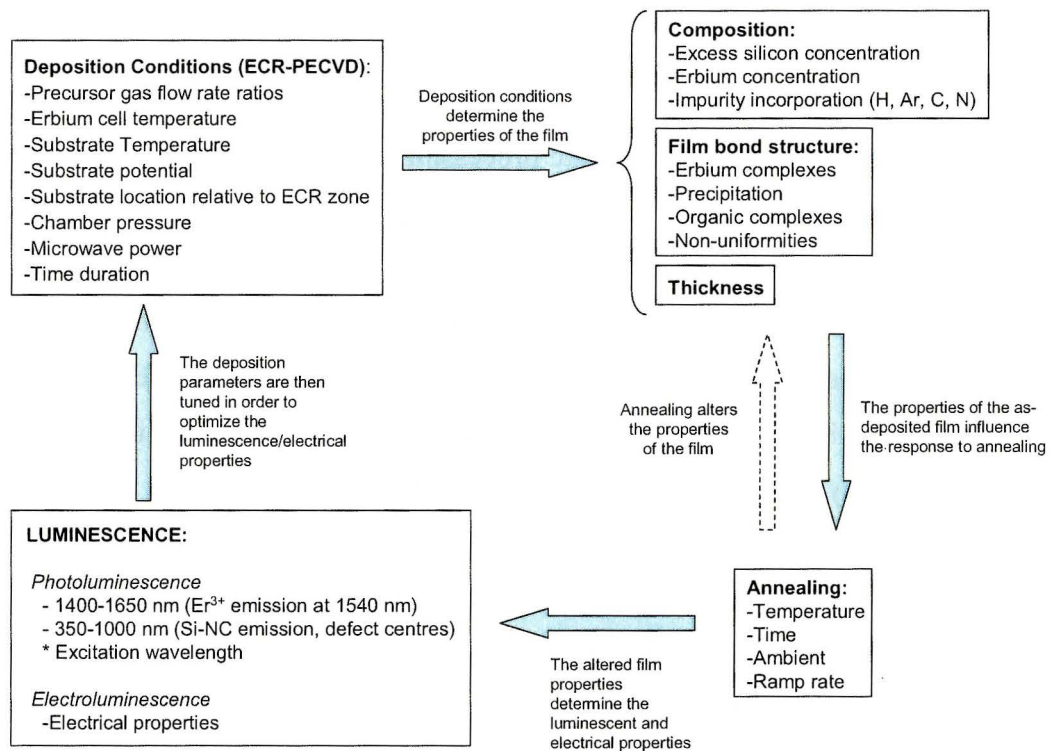 Deposition Conditions (ECR-PECVD):
-Precursor gas flow rate ratios
-Erbium cell temperature
-Substrate Temperature
-Substrate potential
-Substrate location relative to ECR zone
-Chamber pressure
-Microwave power
-Time duration
Deposition conditions
determine the
properties of the film
Composition:
-Excess silicon concentration
-Erbium concentration
-Impurity incorporation (H, Ar, C, N)
Film bond structure:
-Erbium complexes
-Precipitation
-Organic complexes
-Non-uniformities
Thickness
The properties of the as-
deposited film influence
the response to annealing
Annealing alters
the properties
of the film
Annealing:
-Temperature
-Time
-Ambient
-Ramp rate
The altered film
properties
determine the
luminescent and
electrical properties
LUMINESCENCE:
Photoluminescence
- 1400-1650 nm (Er³⁺ emission at 1540 nm)
- 350-1000 nm (Si-NC emission, defect centres)
* Excitation wavelength
Electroluminescence
-Electrical properties
The deposition
parameters are then
tuned in order to
optimize the
luminescence/electrical
properties